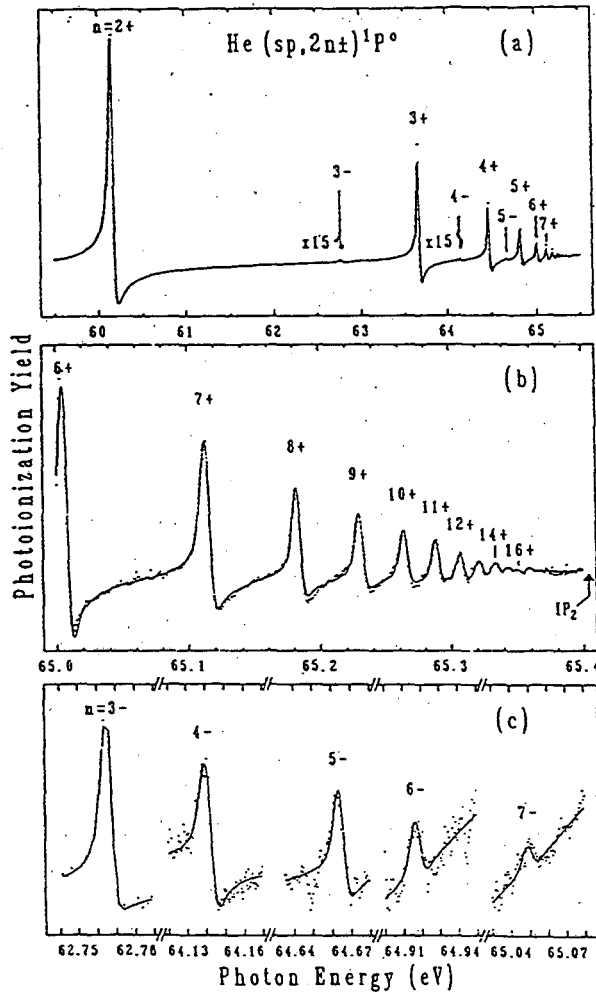 n=2+
He (sp,2n±)¹P°
(a)
3+
3-
4-
4+
5+
5-
6+
7+
x15
x15
60 61 62 63 64 65
Photoionization Yield
6+
(b)
7+
8+
9+
10+
11+
12+
14+
16+
IP₂
65.0 65.1 65.2 65.3 65.4
n=3-
(c)
4-
5-
6-
7-
62.75 62.78 64.13 64.16 64.64 64.67 64.91 64.94 65.04 65.07
Photon Energy (eV)